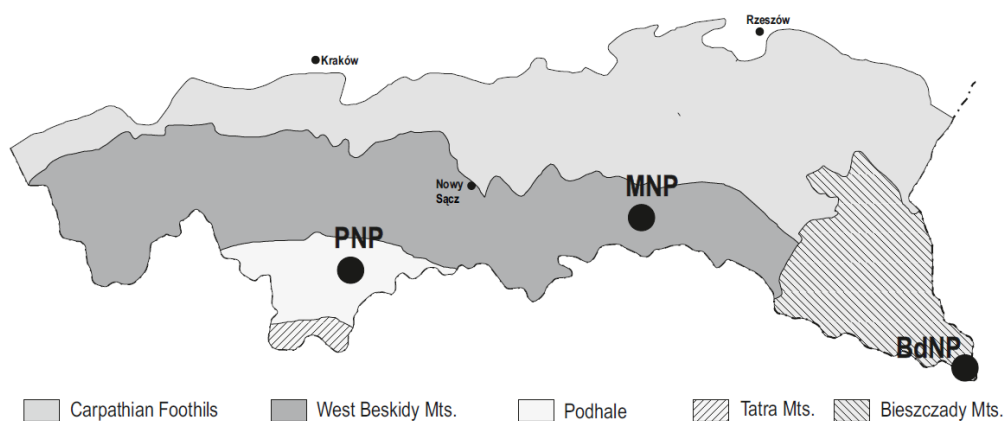 Rzeszów
Kraków
Nowy
Sącz
MNP
PNP
BdNP
Carpathian Foothils
West Beskidy Mts.
Podhale
Tatra Mts.
Bieszczady Mts.